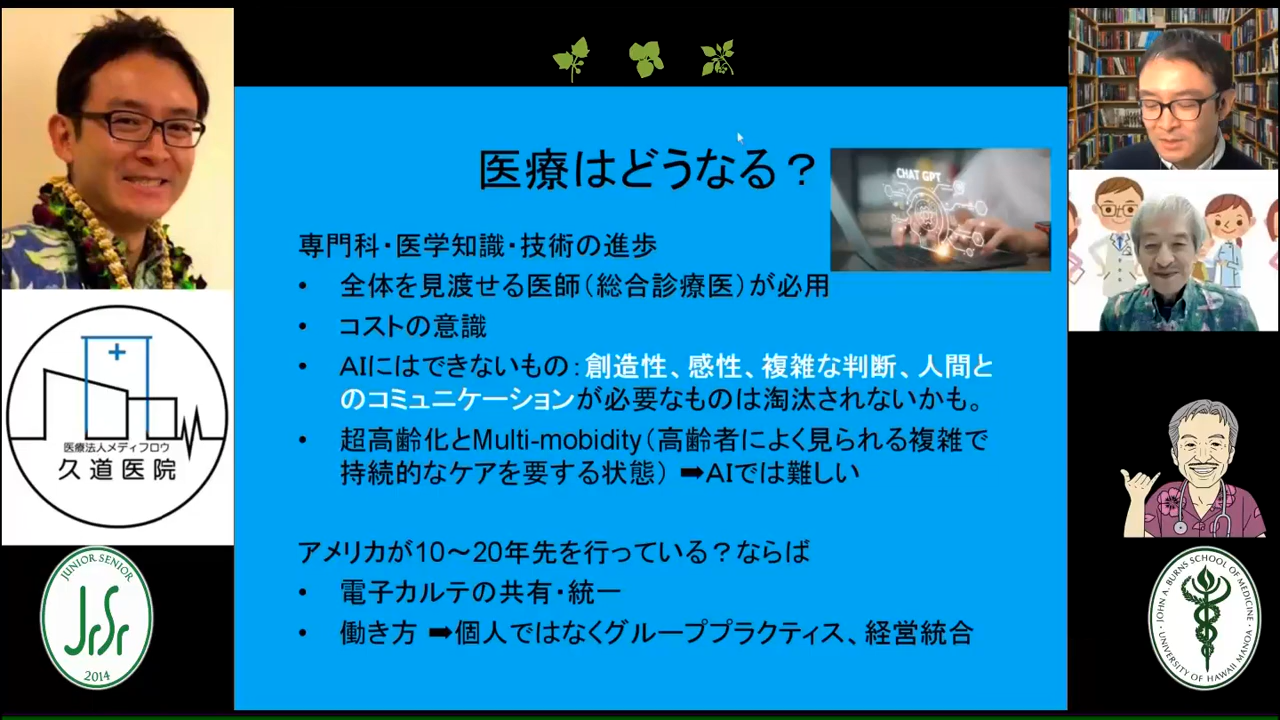 医療はどうなる？
CHAT GPT
専門科・医学知識・技術の進歩
• 全体を見渡せる医師（総合診療医）が必用
• コストの意識
• AIにはできないもの：創造性、感性、複雑な判断、人間と
のコミュニケーションが必要なものは淘汰されないかも。
• 超高齢化とMulti-mobidity（高齢者によく見られる複雑で
持続的なケアを要する状態） ➡AIでは難しい
アメリカが10～20年先を行っている？ならば
• 電子カルテの共有・統一
• 働き方 ➡個人ではなくグループプラクティス、経営統合
医療法人メディフロウ
久道医院
JUNIOR SENIOR
JrSr
2014
JOHN A. BURNS SCHOOL OF MEDICINE
UNIVERSITY OF HAWAII MANOA